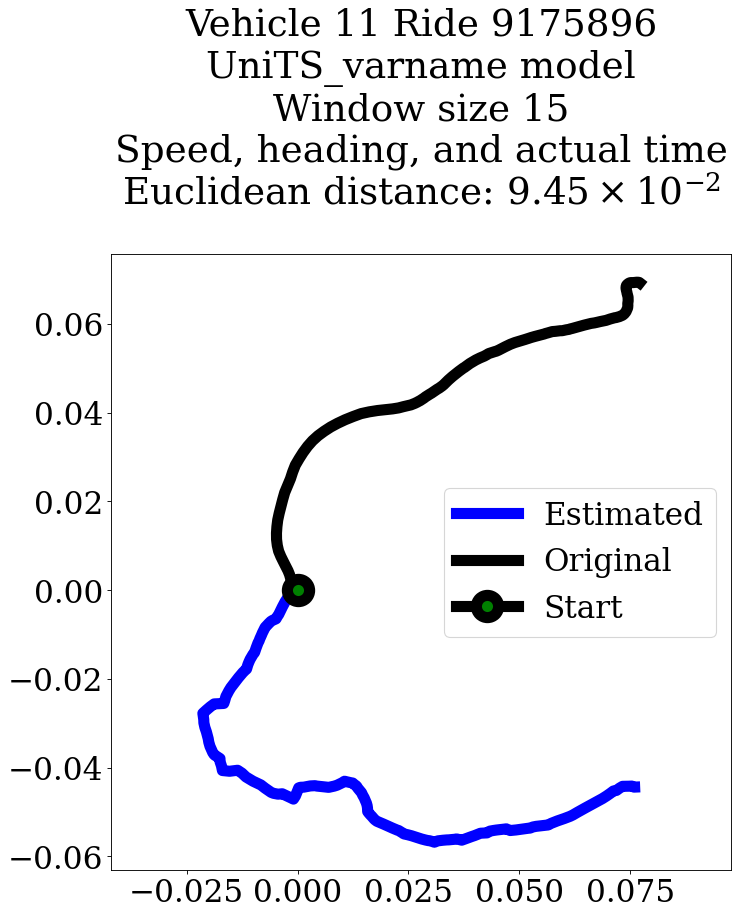 Vehicle 11 Ride 9175896
UniTS_varname model
Window size 15
Speed, heading, and actual time
Euclidean distance: 9.45 × 10⁻²
0.06
0.04
0.02
0.00
−0.02
−0.04
−0.06
Estimated
Original
Start
−0.025 0.000 0.025 0.050 0.075